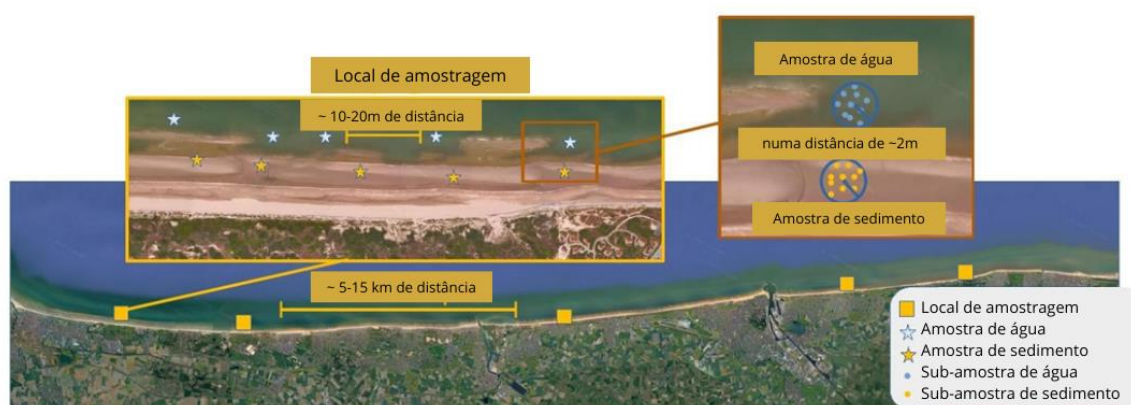 Local de amostragem
~ 10-20m de distância
Amostra de água
numa distância de ~2m
Amostra de sedimento
~ 5-15 km de distância
Local de amostragem
Amostra de água
Amostra de sedimento
Sub-amostra de água
Sub-amostra de sedimento